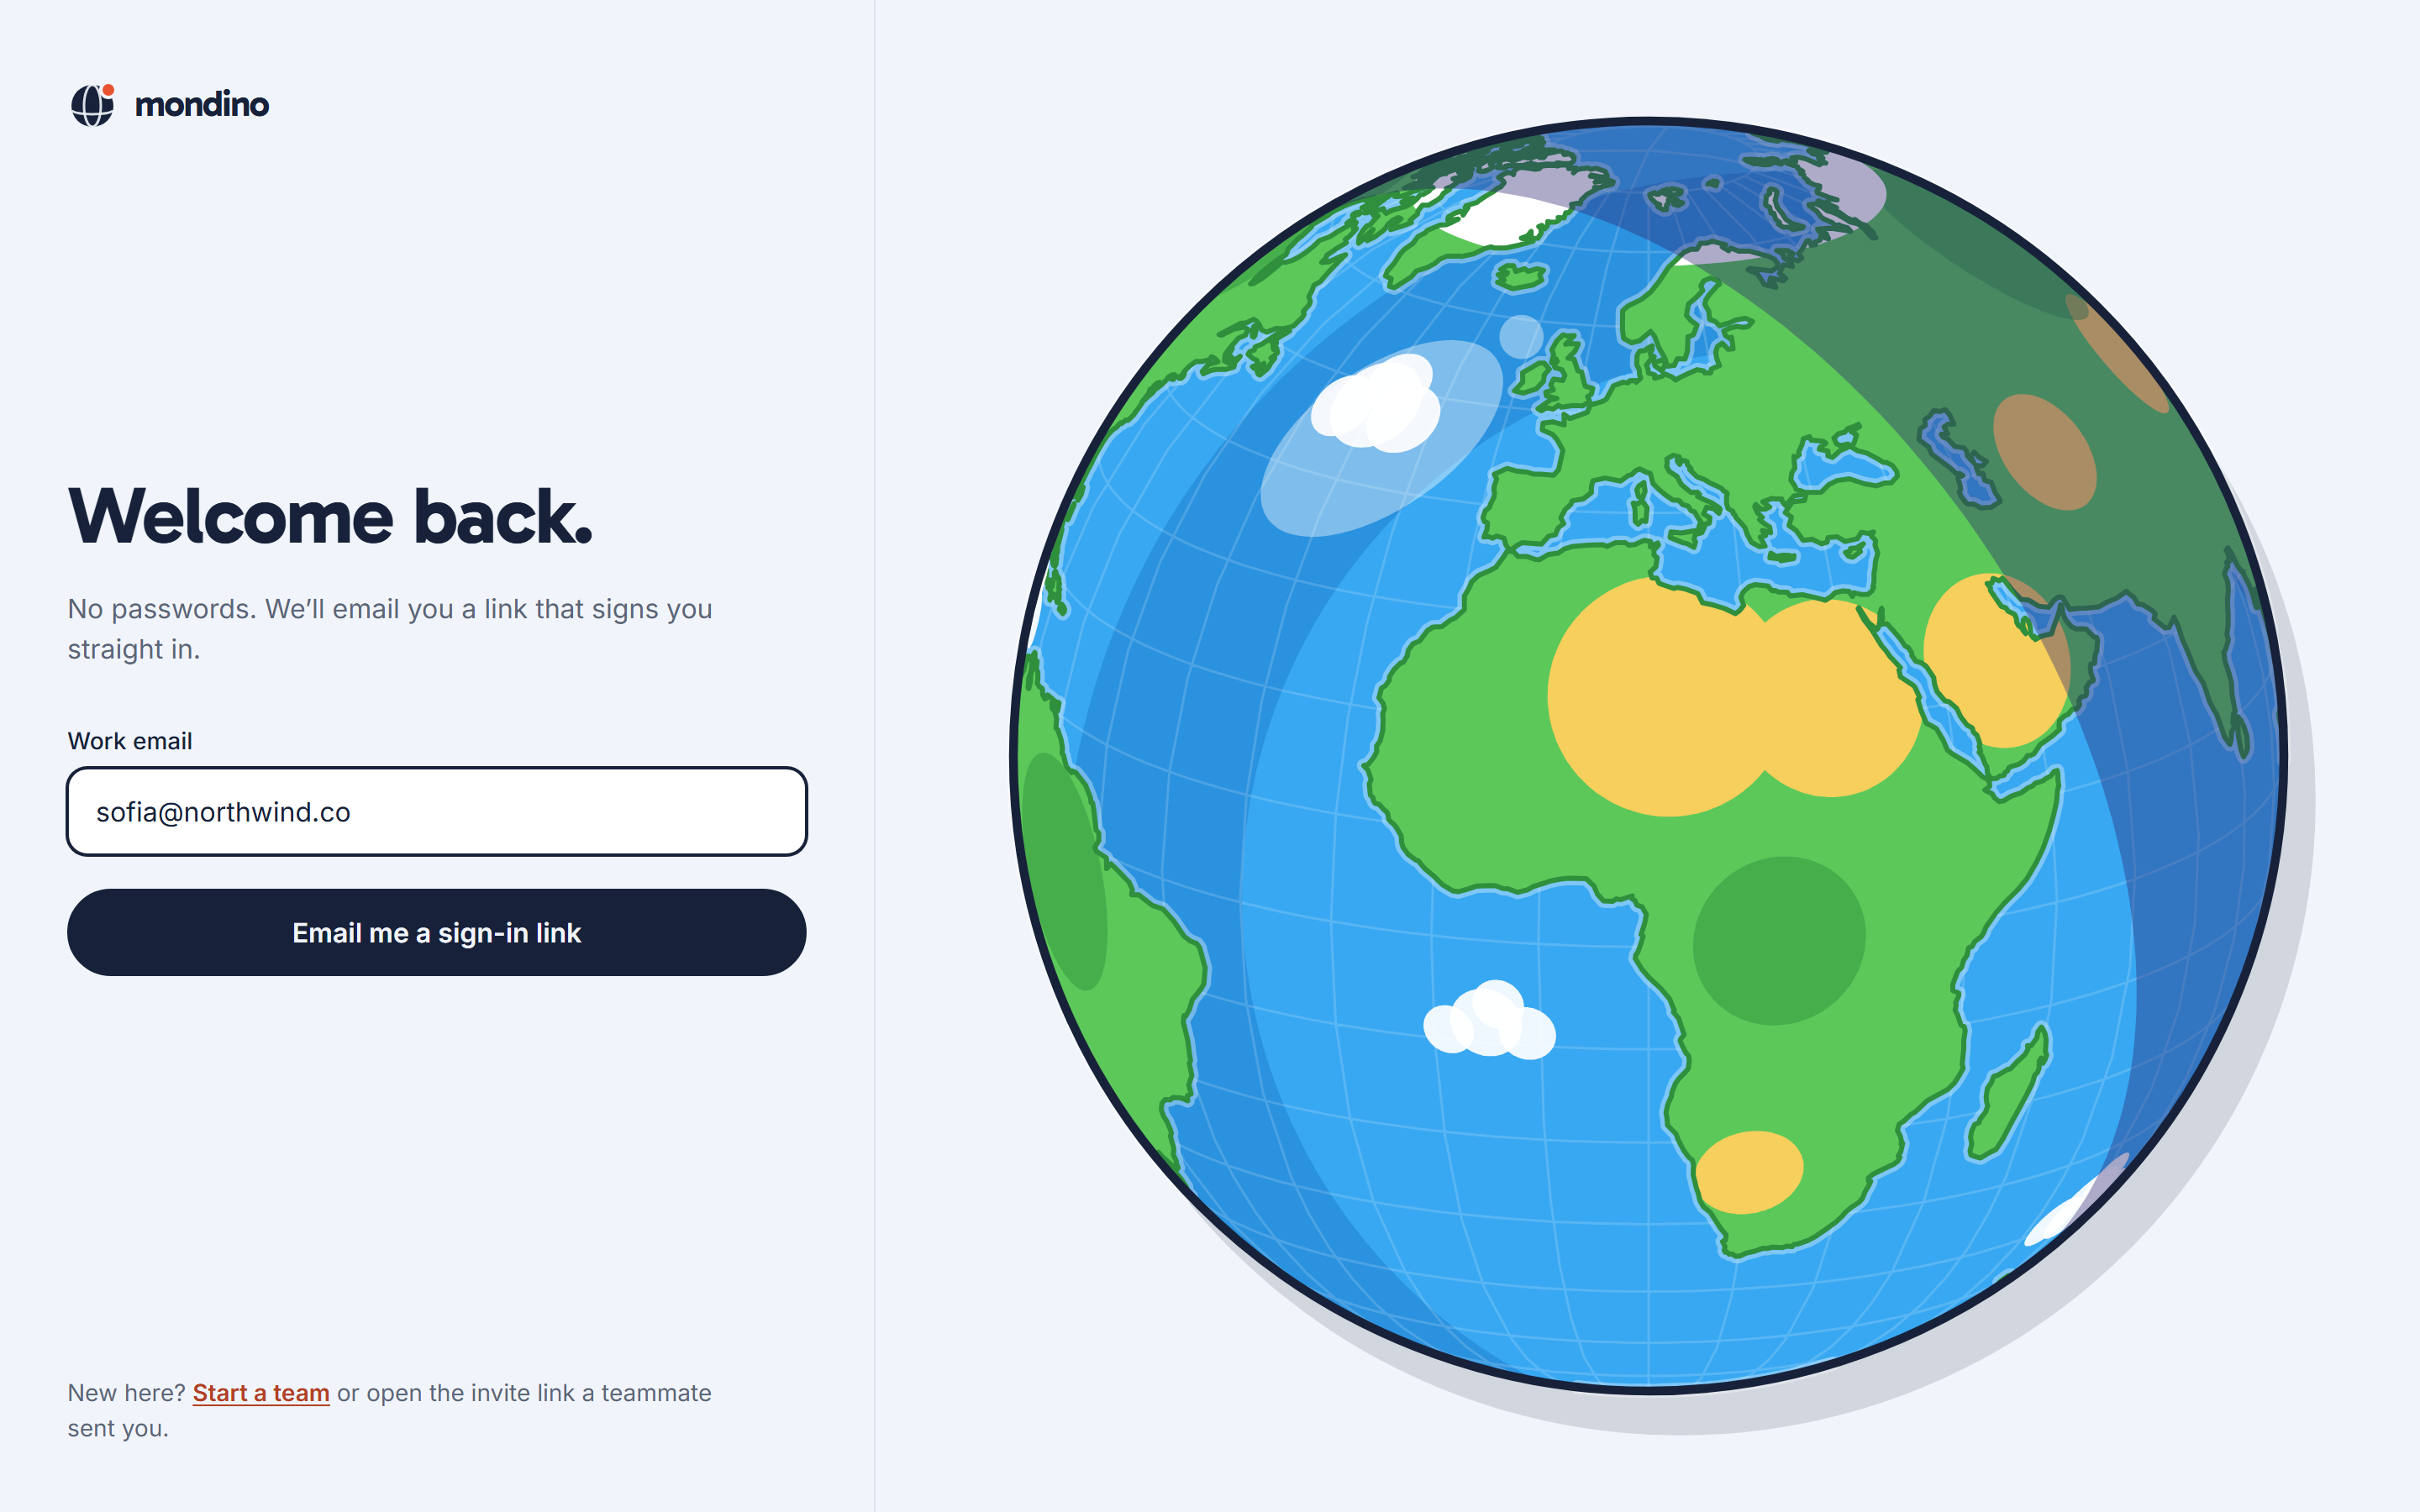 mondino
Welcome back.
No passwords. We’ll email you a link that signs you
straight in.
Work email
sofia@northwind.co
Email me a sign-in link
New here? Start a team or open the invite link a teammate
sent you.